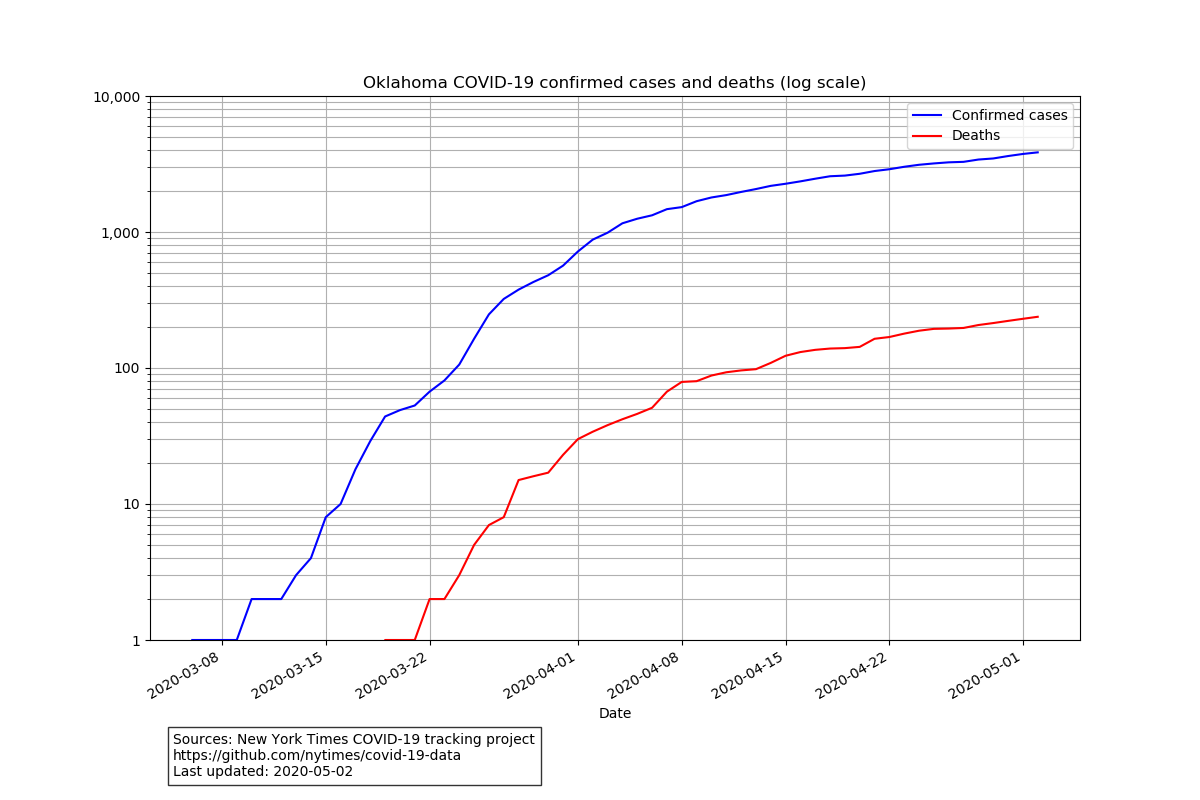 Oklahoma COVID-19 confirmed cases and deaths (log scale)
10,000
1,000
100
10
1
Confirmed cases
Deaths
2020-03-08
2020-03-15
2020-03-22
2020-04-01
2020-04-08
2020-04-15
2020-04-22
2020-05-01
Date
Sources: New York Times COVID-19 tracking project
https://github.com/nytimes/covid-19-data
Last updated: 2020-05-02